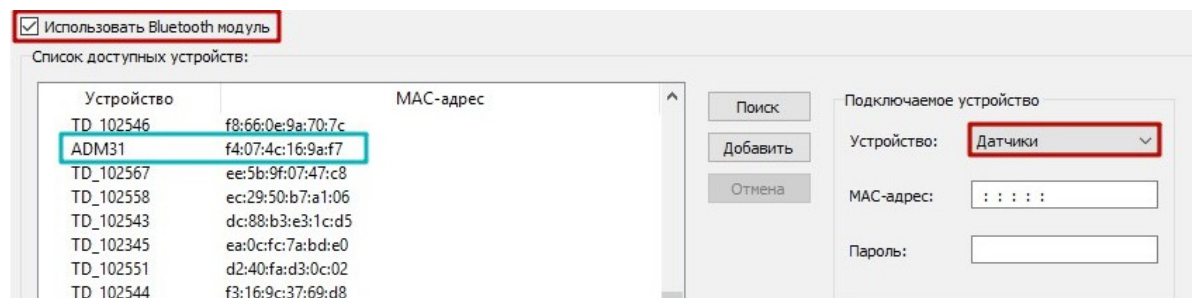 Использовать Bluetooth модуль
Список доступных устройств:
Устройство MAC-адрес
TD_102546 f8:66:0e:9a:70:7c
ADM31 f4:07:4c:16:9a:f7
TD_102567 ee:5b:9f:07:47:c8
TD_102558 ec:29:50:b7:a1:06
TD_102543 dc:88:b3:e3:1c:d5
TD_102345 ea:0c:fc:7a:bd:e0
TD_102551 d2:40:fa:d3:0c:02
TD_102544 f3:16:9c:37:69:d8
Поиск
Добавить
Отмена
Подключаемое устройство
Устройство: Датчики
MAC-адрес: : : : : :
Пароль: